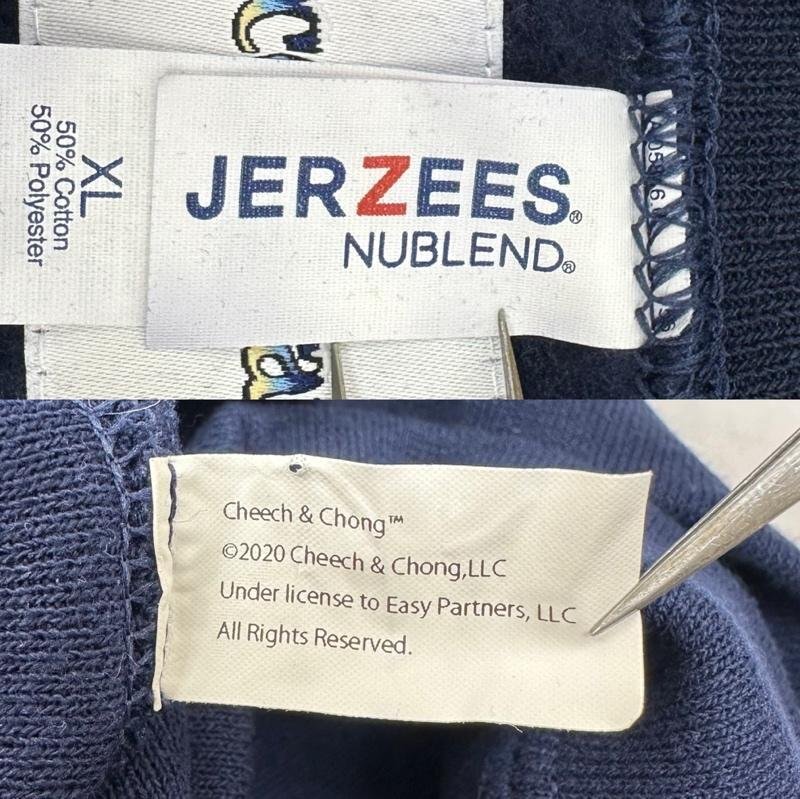 XL
50% Cotton
50% Polyester
JERZEES®
NUBLEND®
Cheech & Chong™
©2020 Cheech & Chong,LLC
Under license to Easy Partners, LLC
All Rights Reserved.